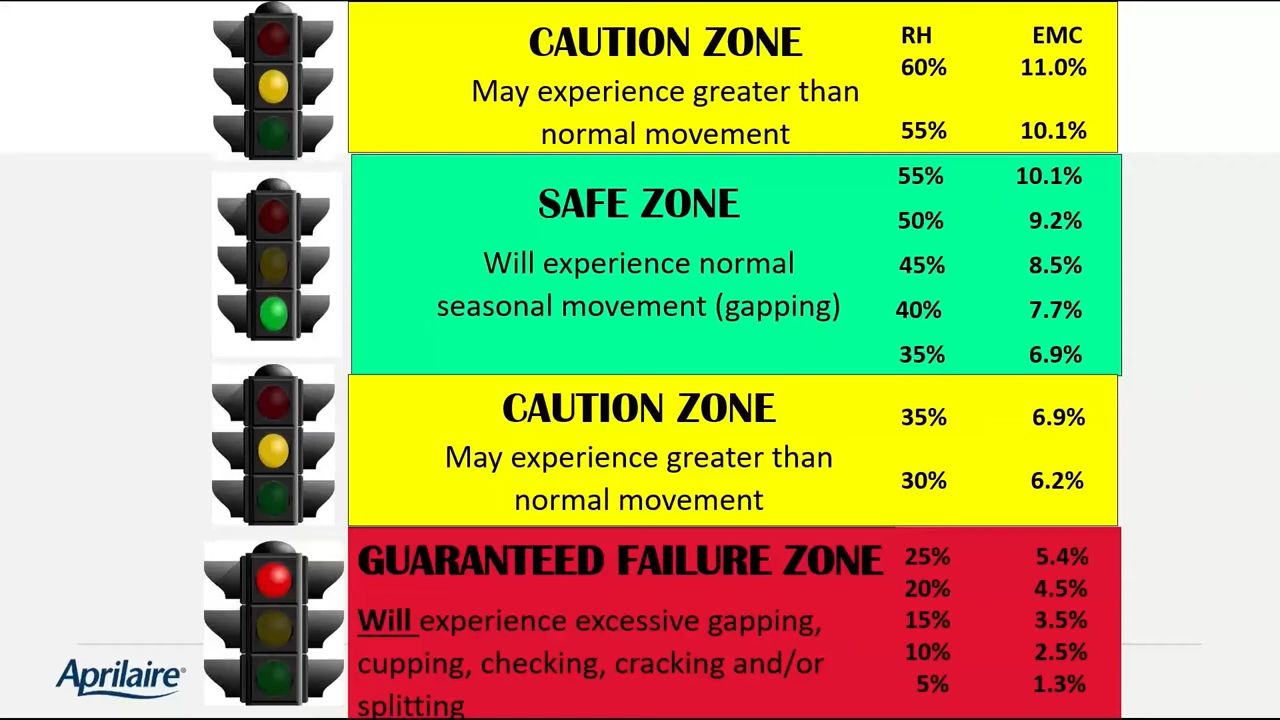 CAUTION ZONE RH EMC
60% 11.0%
May experience greater than
normal movement 55% 10.1%
55% 10.1%
SAFE ZONE
50% 9.2%
Will experience normal 45% 8.5%
seasonal movement (gapping) 40% 7.7%
35% 6.9%
CAUTION ZONE 35% 6.9%
May experience greater than
normal movement 30% 6.2%
GUARANTEED FAILURE ZONE 25% 5.4%
20% 4.5%
Will experience excessive gapping, 15% 3.5%
cupping, checking, cracking and/or 10% 2.5%
5% 1.3%
splitting
Aprilaire®